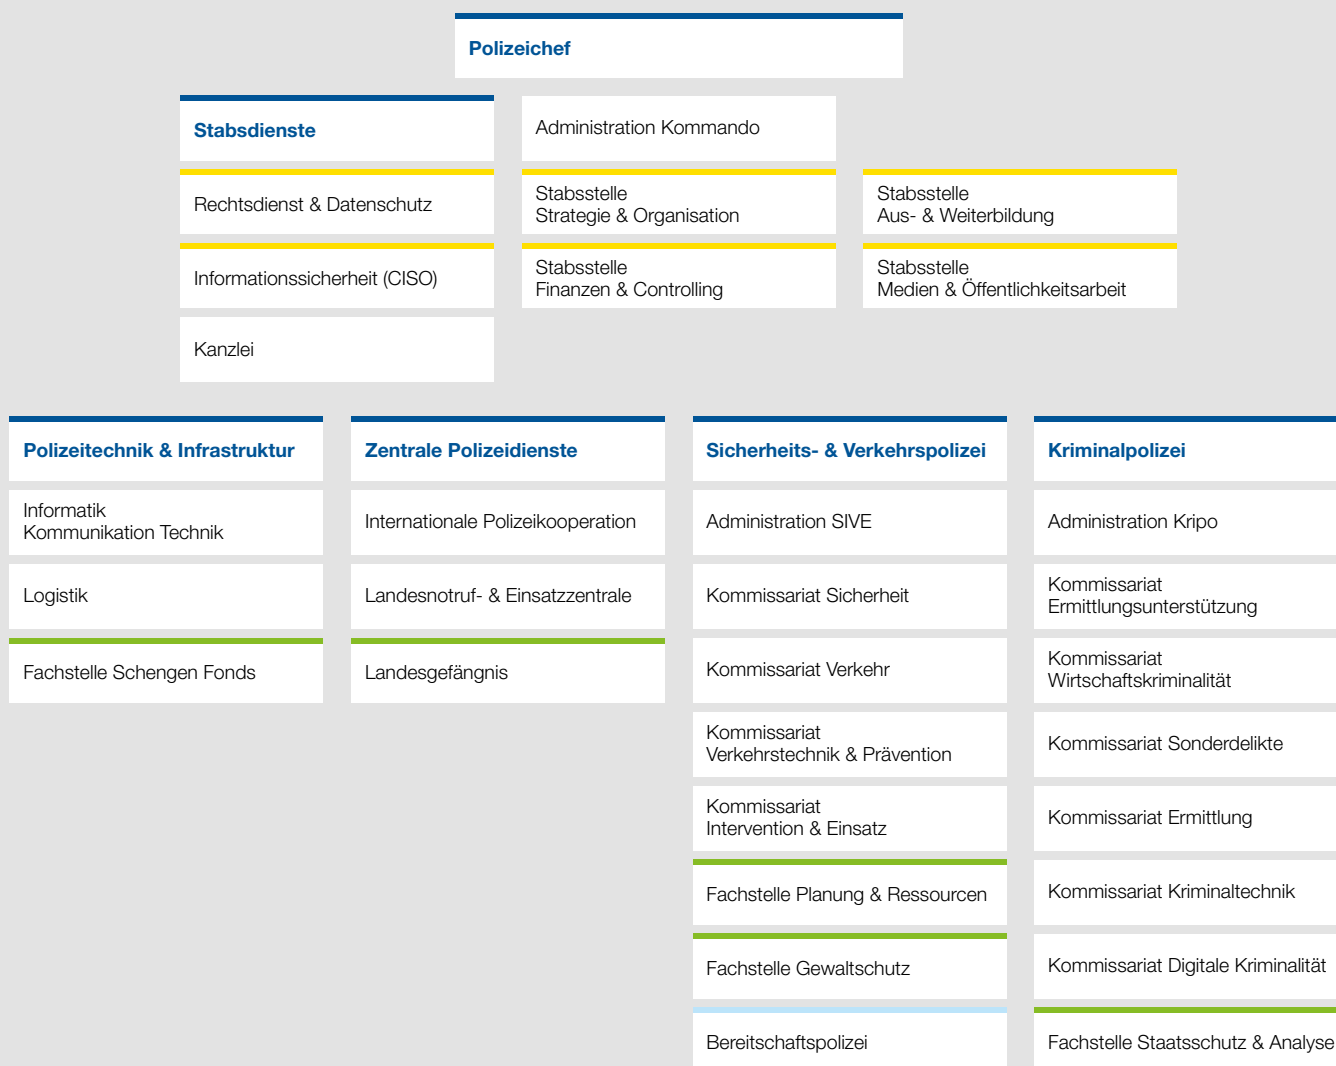 Polizeichef
Stabsdienste
Administration Kommando
Rechtsdienst & Datenschutz
Stabsstelle
Strategie & Organisation
Stabsstelle
Aus- & Weiterbildung
Informationssicherheit (CISO)
Stabsstelle
Finanzen & Controlling
Stabsstelle
Medien & Öffentlichkeitsarbeit
Kanzlei
Polizeitechnik & Infrastruktur
Informatik
Kommunikation Technik
Logistik
Fachstelle Schengen Fonds
Zentrale Polizeidienste
Internationale Polizeikooperation
Landesnotruf- & Einsatzzentrale
Landesgefängnis
Sicherheits- & Verkehrspolizei
Administration SIVE
Kommissariat Sicherheit
Kommissariat Verkehr
Kommissariat
Verkehrstechnik & Prävention
Kommissariat
Intervention & Einsatz
Fachstelle Planung & Ressourcen
Fachstelle Gewaltschutz
Bereitschaftspolizei
Kriminalpolizei
Administration Kripo
Kommissariat
Ermittlungsunterstützung
Kommissariat
Wirtschaftskriminalität
Kommissariat Sonderdelikte
Kommissariat Ermittlung
Kommissariat Kriminaltechnik
Kommissariat Digitale Kriminalität
Fachstelle Staatsschutz & Analyse